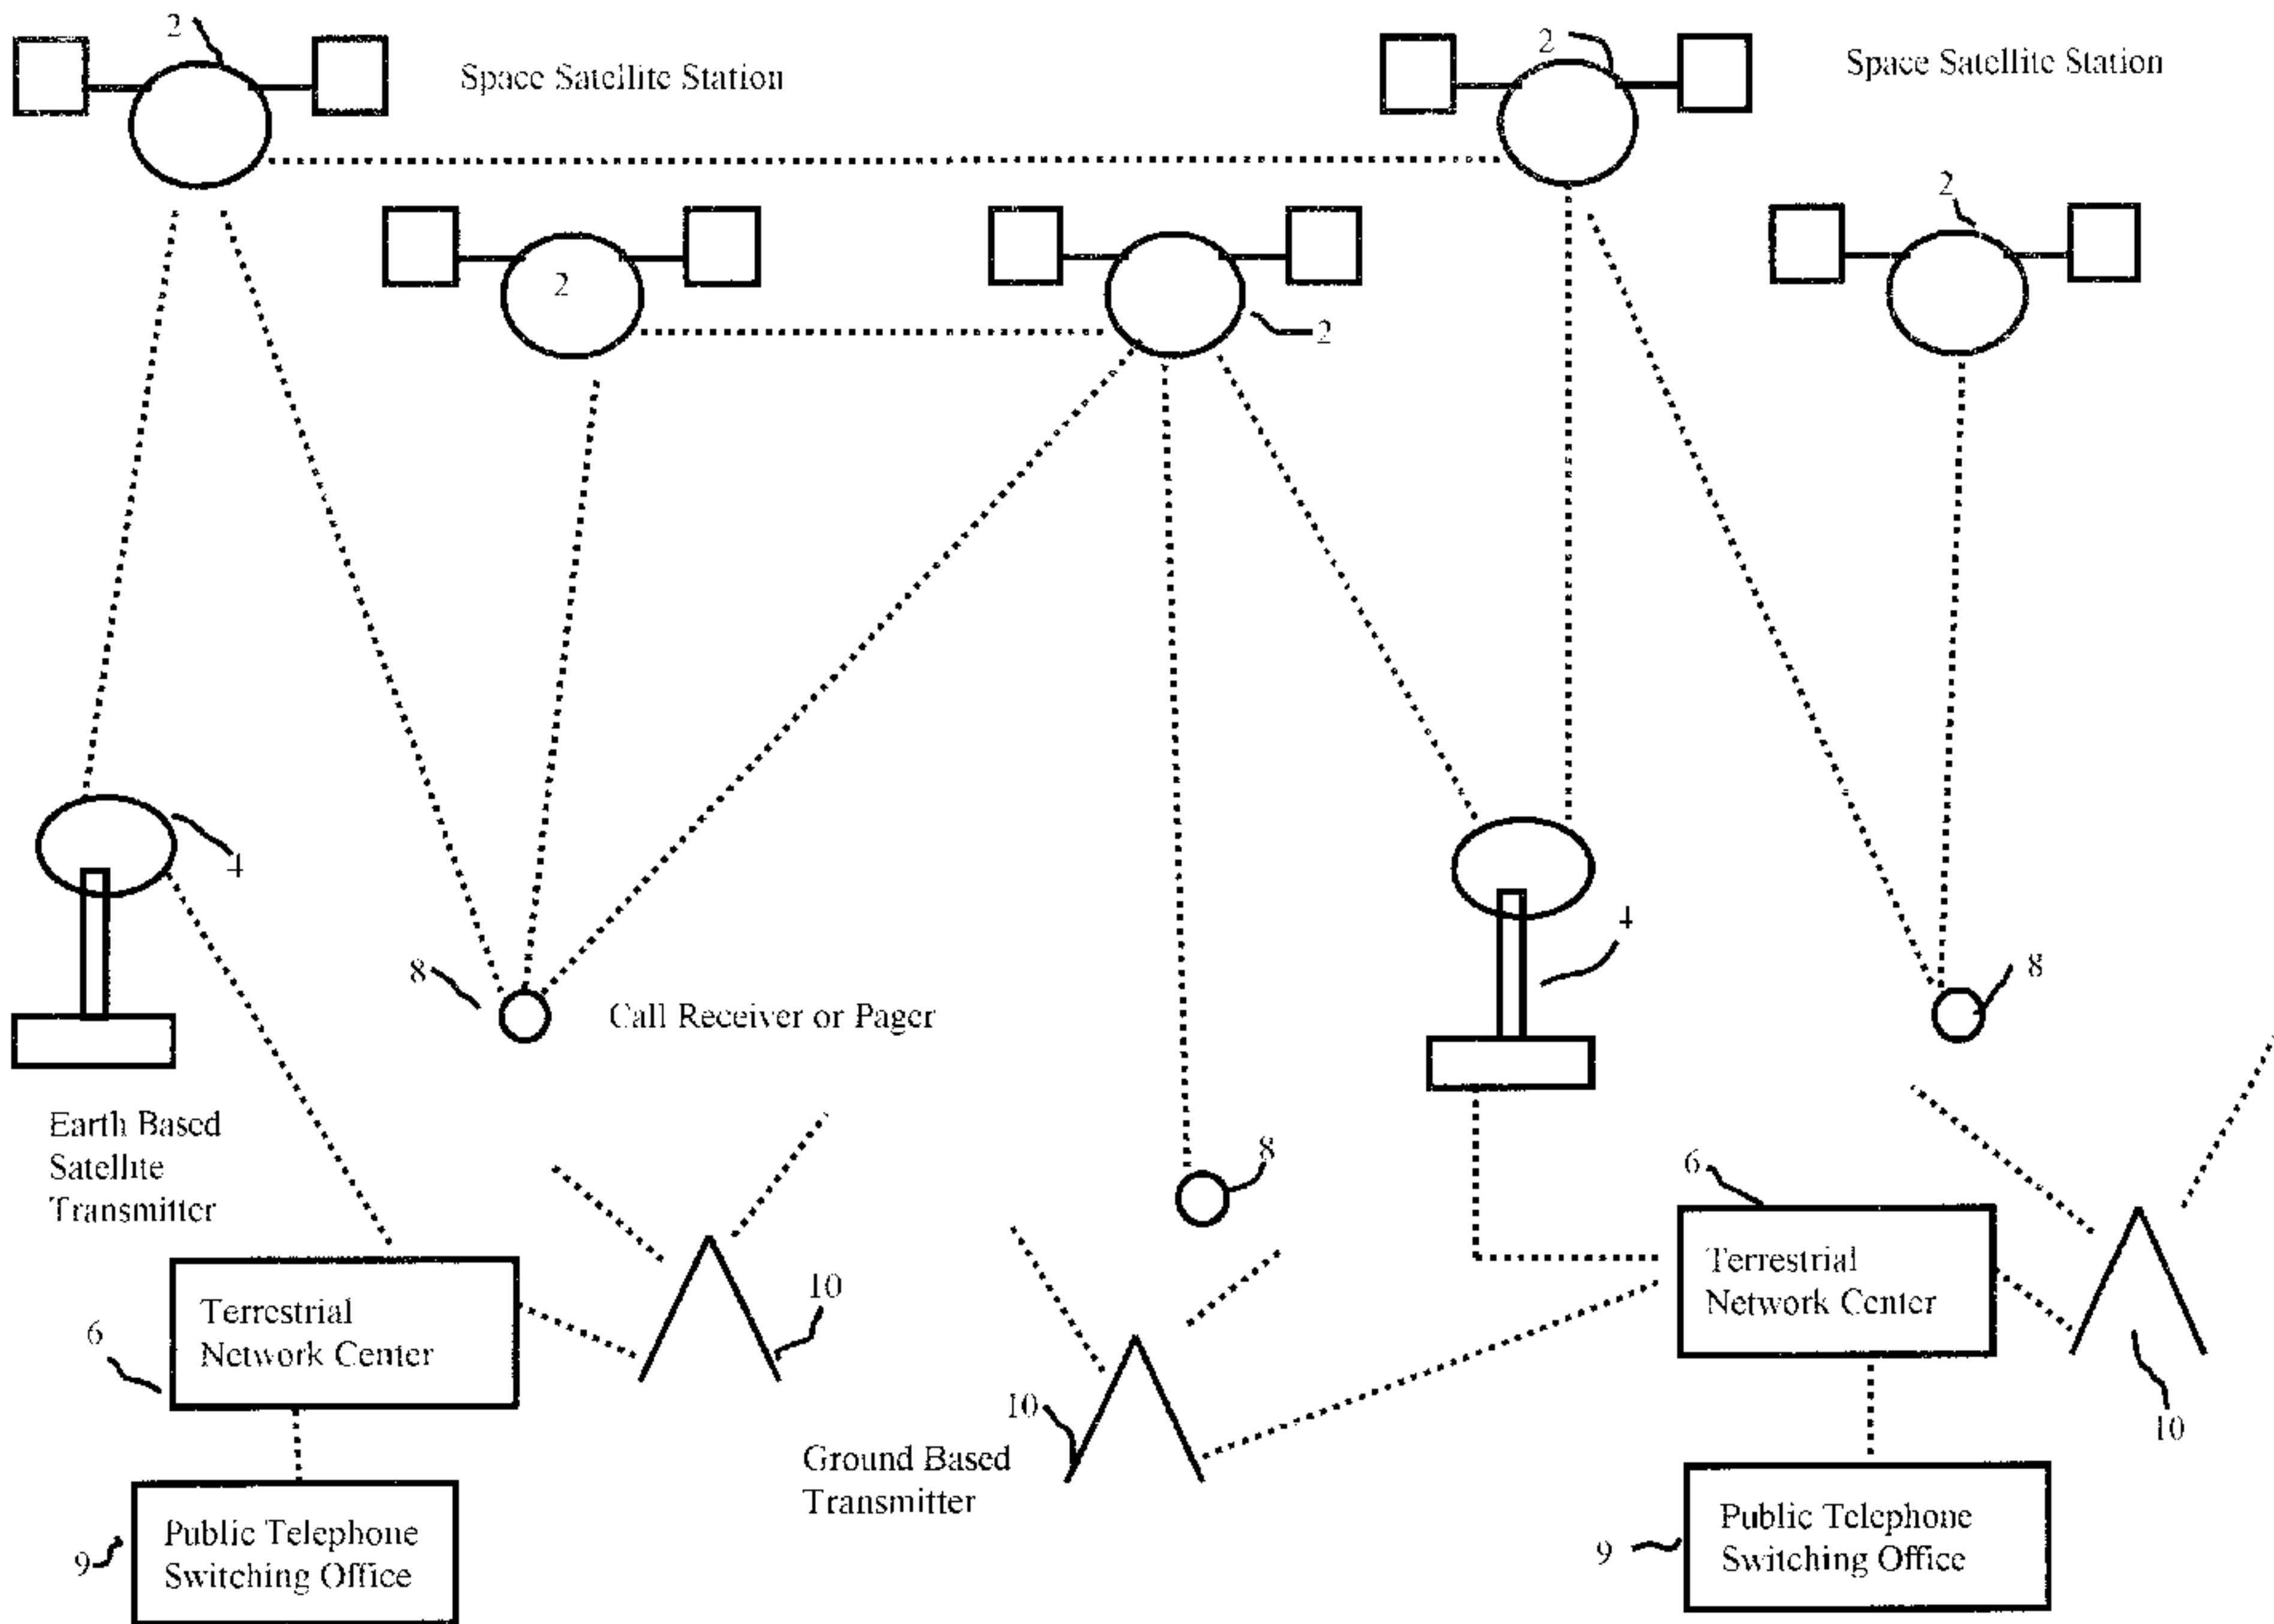 2
Space Satellite Station
2
Space Satellite Station
2
2
2
4
8
Call Receiver or Pager
4
8
Earth Based
Satellite
Transmitter
8
6
Terrestrial
Network Center
10
6
Terrestrial
Network Center
10
10
Ground Based
Transmitter
9
Public Telephone
Switching Office
9
Public Telephone
Switching Office